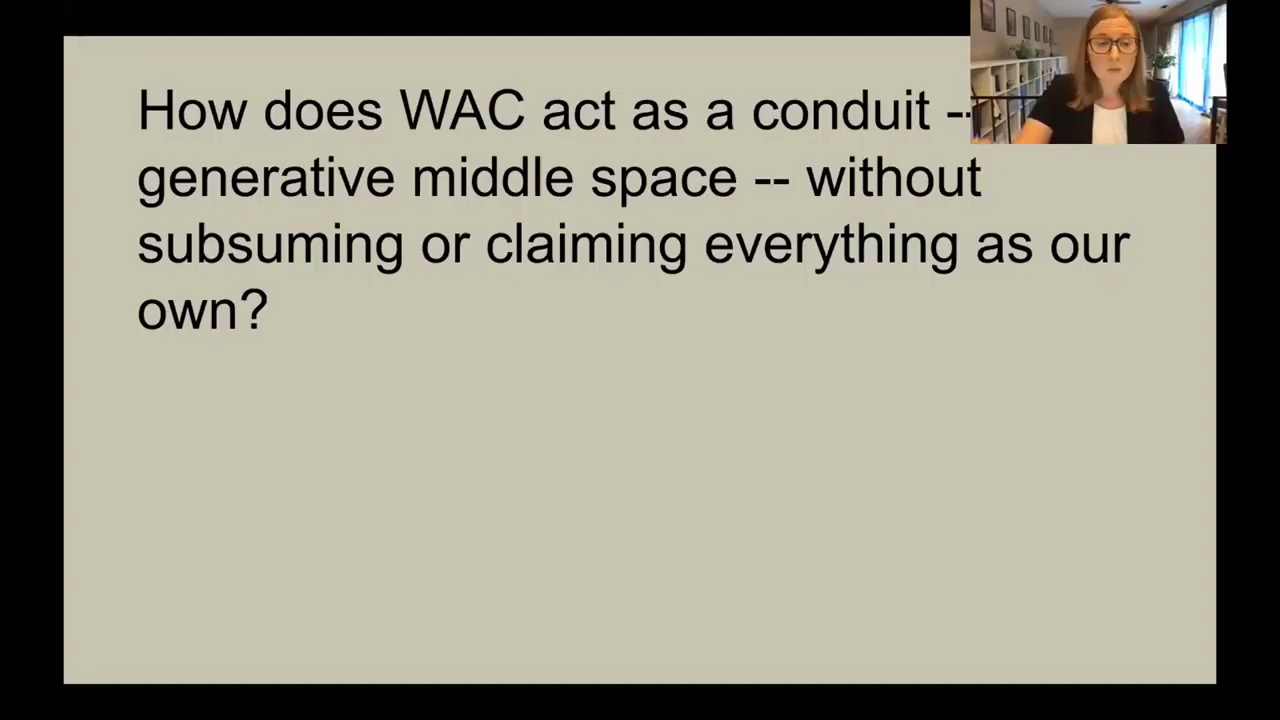 How does WAC act as a conduit --
generative middle space -- without
subsuming or claiming everything as our
own?